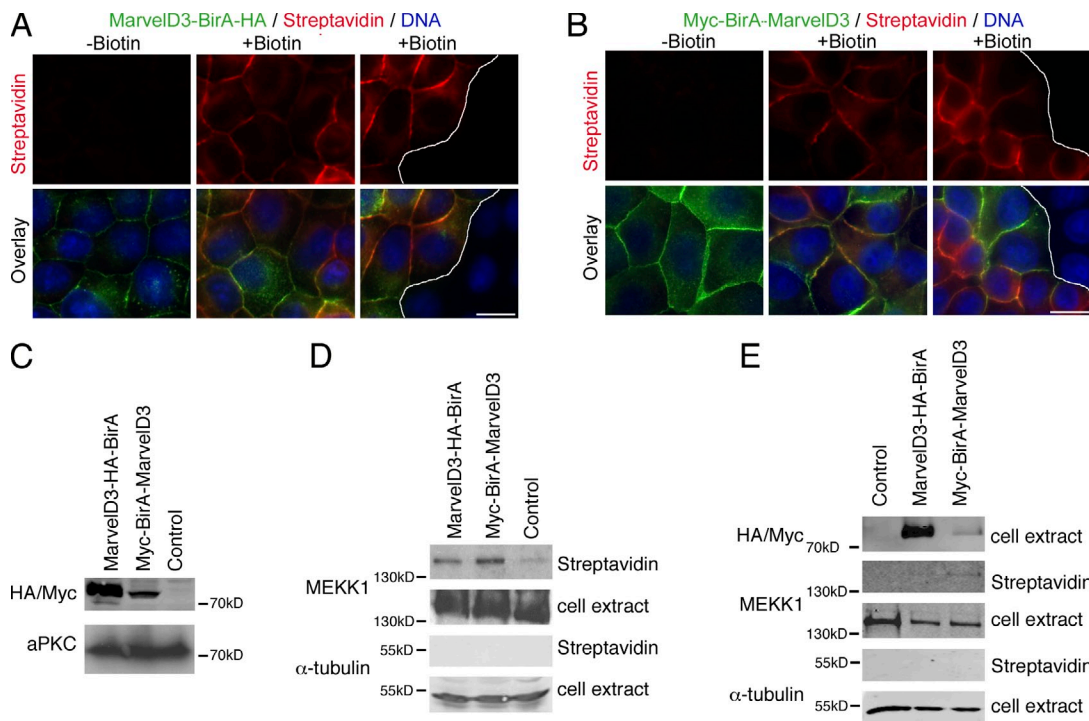 A
MarvelD3-BirA-HA / Streptavidin / DNA
-Biotin +Biotin +Biotin
Streptavidin
Overlay
B
Myc-BirA-MarvelD3 / Streptavidin / DNA
-Biotin +Biotin +Biotin
Streptavidin
Overlay
C
MarvelD3-HA-BirA
Myc-BirA-MarvelD3
Control
HA/Myc
-70kD
aPKC
-70kD
D
MarvelD3-HA-BirA
Myc-BirA-MarvelD3
Control
MEKK1
130kD
Streptavidin
130kD
cell extract
α-tubulin
55kD
Streptavidin
55kD
cell extract
E
Control
MarvelD3-HA-BirA
Myc-BirA-MarvelD3
HA/Myc
70kD
cell extract
MEKK1
130kD
Streptavidin
130kD
cell extract
α-tubulin
55kD
Streptavidin
55kD
cell extract